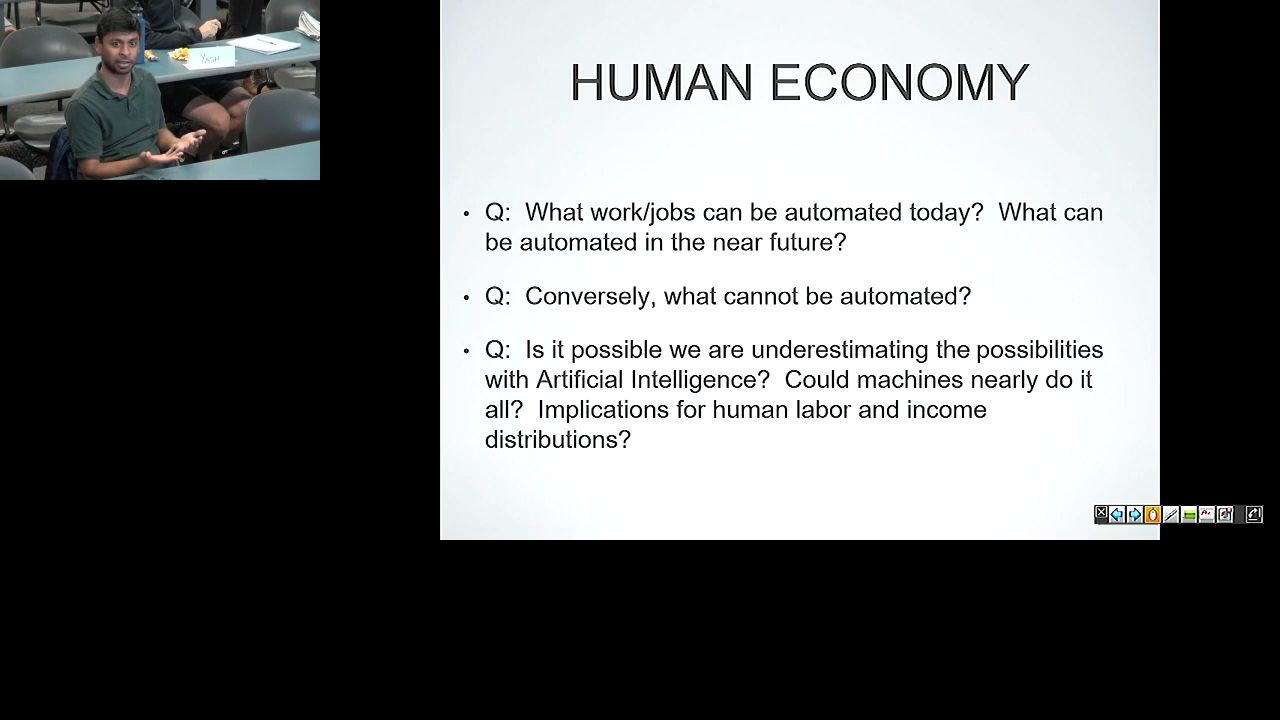 YASH
HUMAN ECONOMY
• Q: What work/jobs can be automated today? What can
be automated in the near future?
• Q: Conversely, what cannot be automated?
• Q: Is it possible we are underestimating the possibilities
with Artificial Intelligence? Could machines nearly do it
all? Implications for human labor and income
distributions?